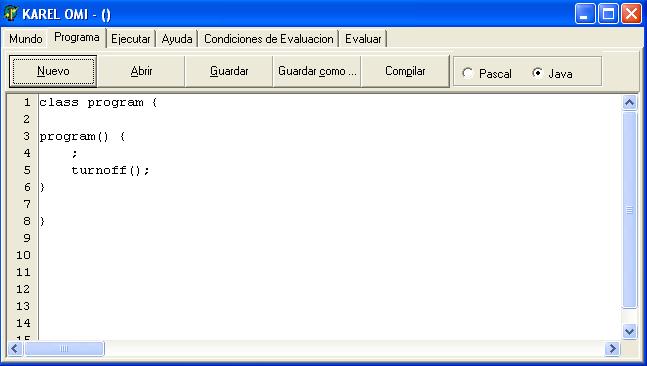 KAREL OMI - ()
Mundo Programa Ejecutar Ayuda Condiciones de Evaluacion Evaluar
Nuevo Abrir Guardar Guardar como ... Compilar Pascal Java
1 class program {
2
3 program() {
4 ;
5 turnoff();
6 }
7
8 }
9
10
11
12
13
14
15